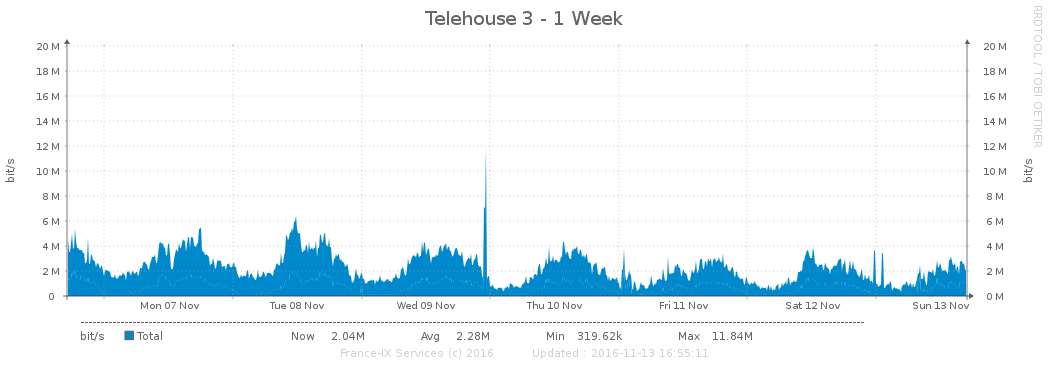 Telehouse 3 - 1 Week
RRDTOOL / TOBI OETIKER
bit/s
20 M 20 M
18 M 18 M
16 M 16 M
14 M 14 M
12 M 12 M
10 M 10 M
8 M 8 M
6 M 6 M
4 M 4 M
2 M 2 M
0 0 M
bit/s
Mon 07 Nov Tue 08 Nov Wed 09 Nov Thu 10 Nov Fri 11 Nov Sat 12 Nov Sun 13 Nov
bit/s Total Now 2.04M Avg 2.28M Min 319.62k Max 11.84M
France-IX Services (c) 2016 Updated : 2016-11-13 16:55:11